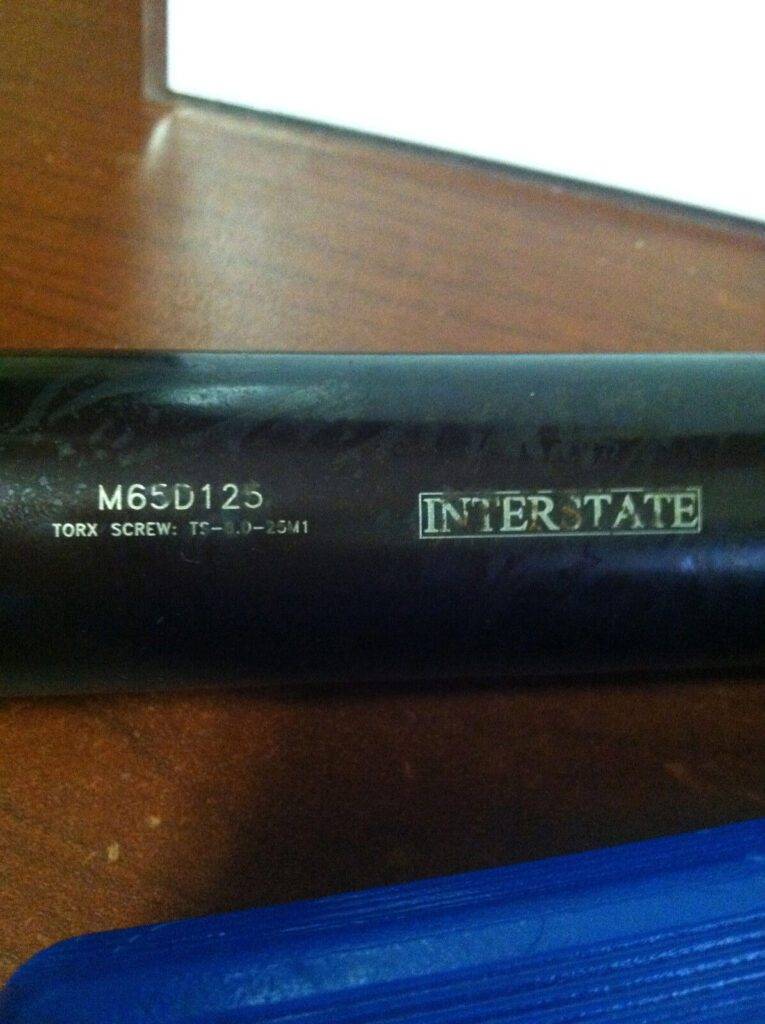 M65D125
TORX SCREW:
INTERSTATE